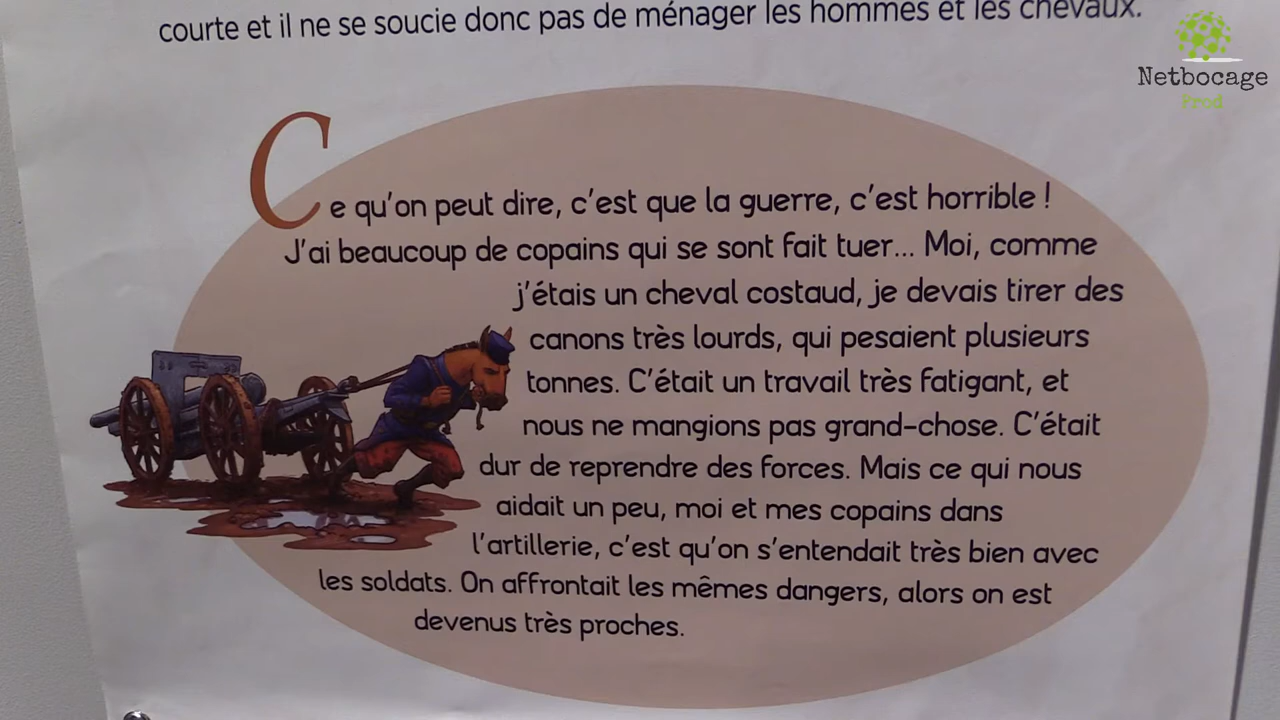 courte et il ne se soucie donc pas de ménager les hommes et les chevaux.
Netbocage
Prod
Ce qu'on peut dire, c'est que la guerre, c'est horrible !
J'ai beaucoup de copains qui se sont fait tuer... Moi, comme
j'étais un cheval costaud, je devais tirer des
canons très lourds, qui pesaient plusieurs
tonnes. C'était un travail très fatigant, et
nous ne mangions pas grand-chose. C'était
dur de reprendre des forces. Mais ce qui nous
aidait un peu, moi et mes copains dans
l'artillerie, c'est qu'on s'entendait très bien avec
les soldats. On affrontait les mêmes dangers, alors on est
devenus très proches.